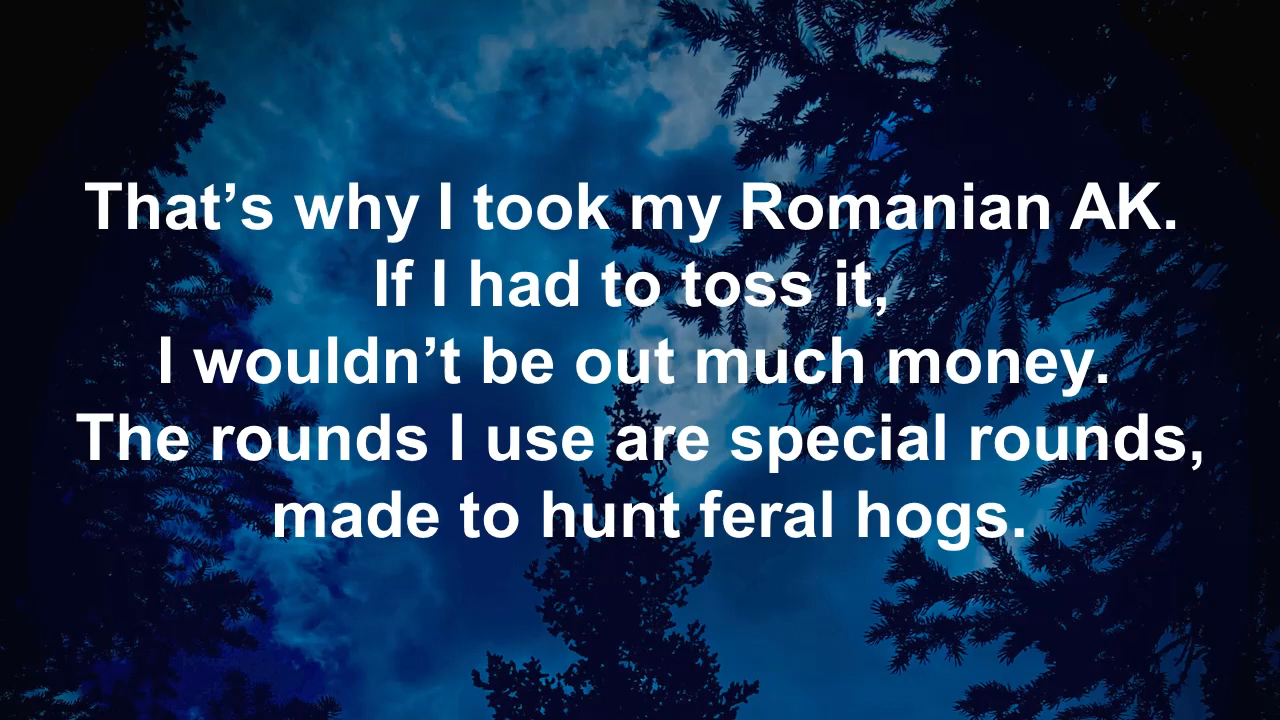 That’s why I took my Romanian AK.
If I had to toss it,
I wouldn’t be out much money.
The rounds I use are special rounds,
made to hunt feral hogs.